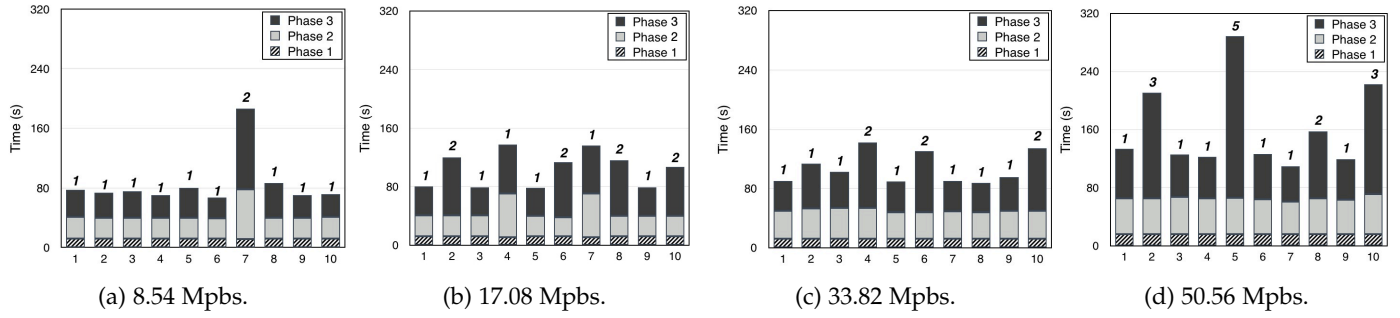 320
240
160
80
0
Time (s)
Phase 3
Phase 2
Phase 1
1 1 1 1 1 1 2 1 1 1
1 2 3 4 5 6 7 8 9 10
(a) 8.54 Mpbs.
320
240
160
80
0
Time (s)
Phase 3
Phase 2
Phase 1
1 2 1 1 1 2 1 2 1 2
1 2 3 4 5 6 7 8 9 10
(b) 17.08 Mpbs.
320
240
160
80
0
Time (s)
Phase 3
Phase 2
Phase 1
1 1 1 2 1 2 1 1 1 2
1 2 3 4 5 6 7 8 9 10
(c) 33.82 Mpbs.
320
240
160
80
0
Time (s)
Phase 3
Phase 2
Phase 1
1 3 1 1 5 1 1 2 1 3
1 2 3 4 5 6 7 8 9 10
(d) 50.56 Mpbs.